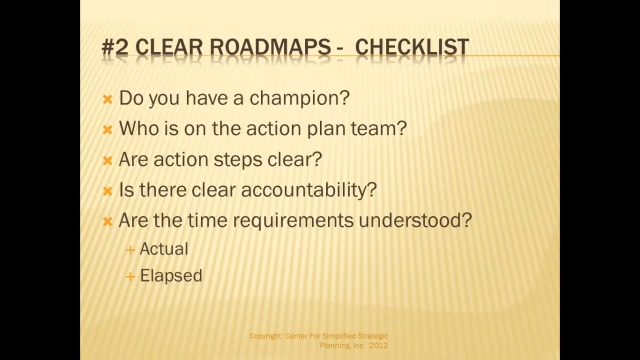 #2 CLEAR ROADMAPS - CHECKLIST
Do you have a champion?
Who is on the action plan team?
Are action steps clear?
Is there clear accountability?
Are the time requirements understood?
Actual
Elapsed
Copyright, Center For Simplified Strategic
Planning, Inc. 2012